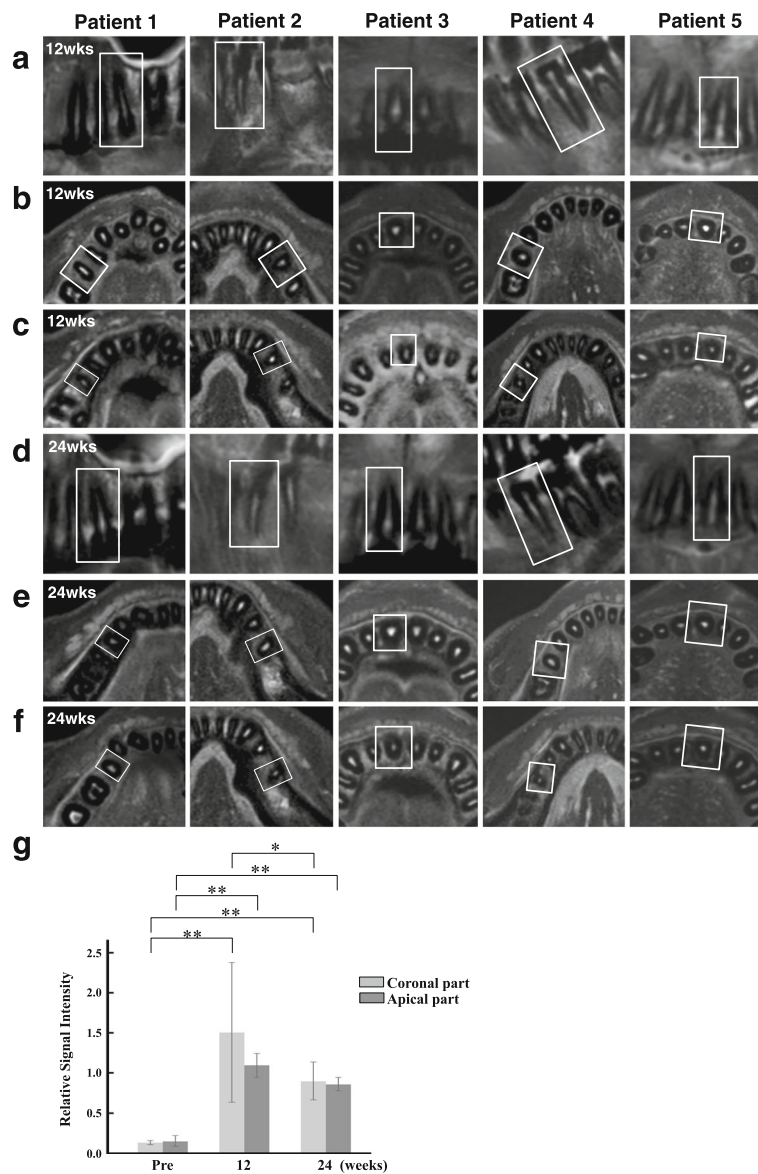 Patient 1 Patient 2 Patient 3 Patient 4 Patient 5
a 12wks
b 12wks
c 12wks
d 24wks
e 24wks
f 24wks
g
*
**
**
**
**
2.5
2.0
1.5
1.0
0.5
0.0
Relative Signal Intensity
Coronal part
Apical part
Pre 12 24 (weeks)